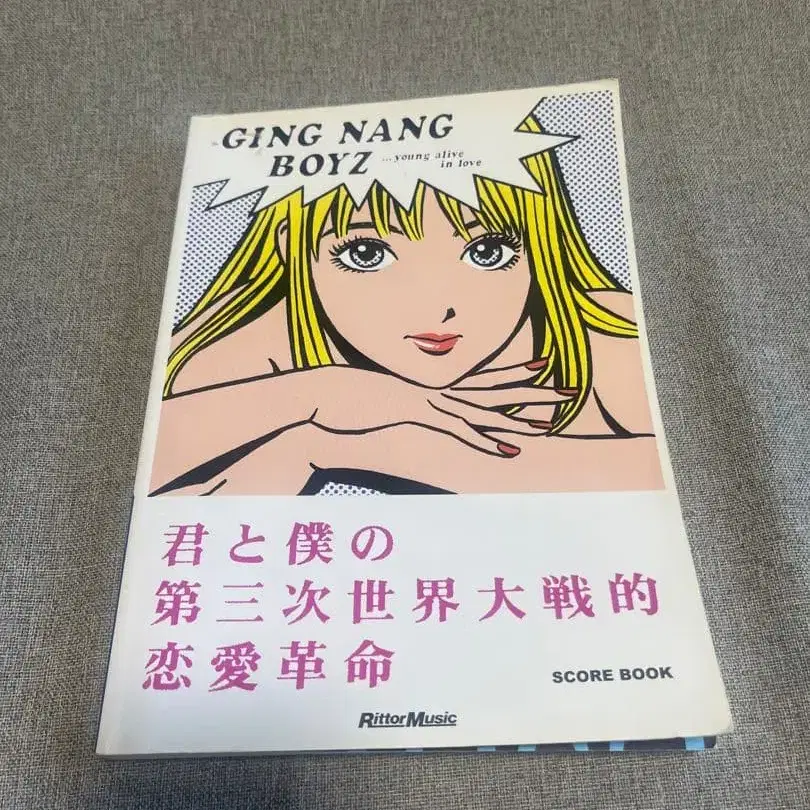 GING NANG
BOYZ
...young alive
in love
君と僕の
第三次世界大戦的
恋愛革命
SCORE BOOK
RittorMusic